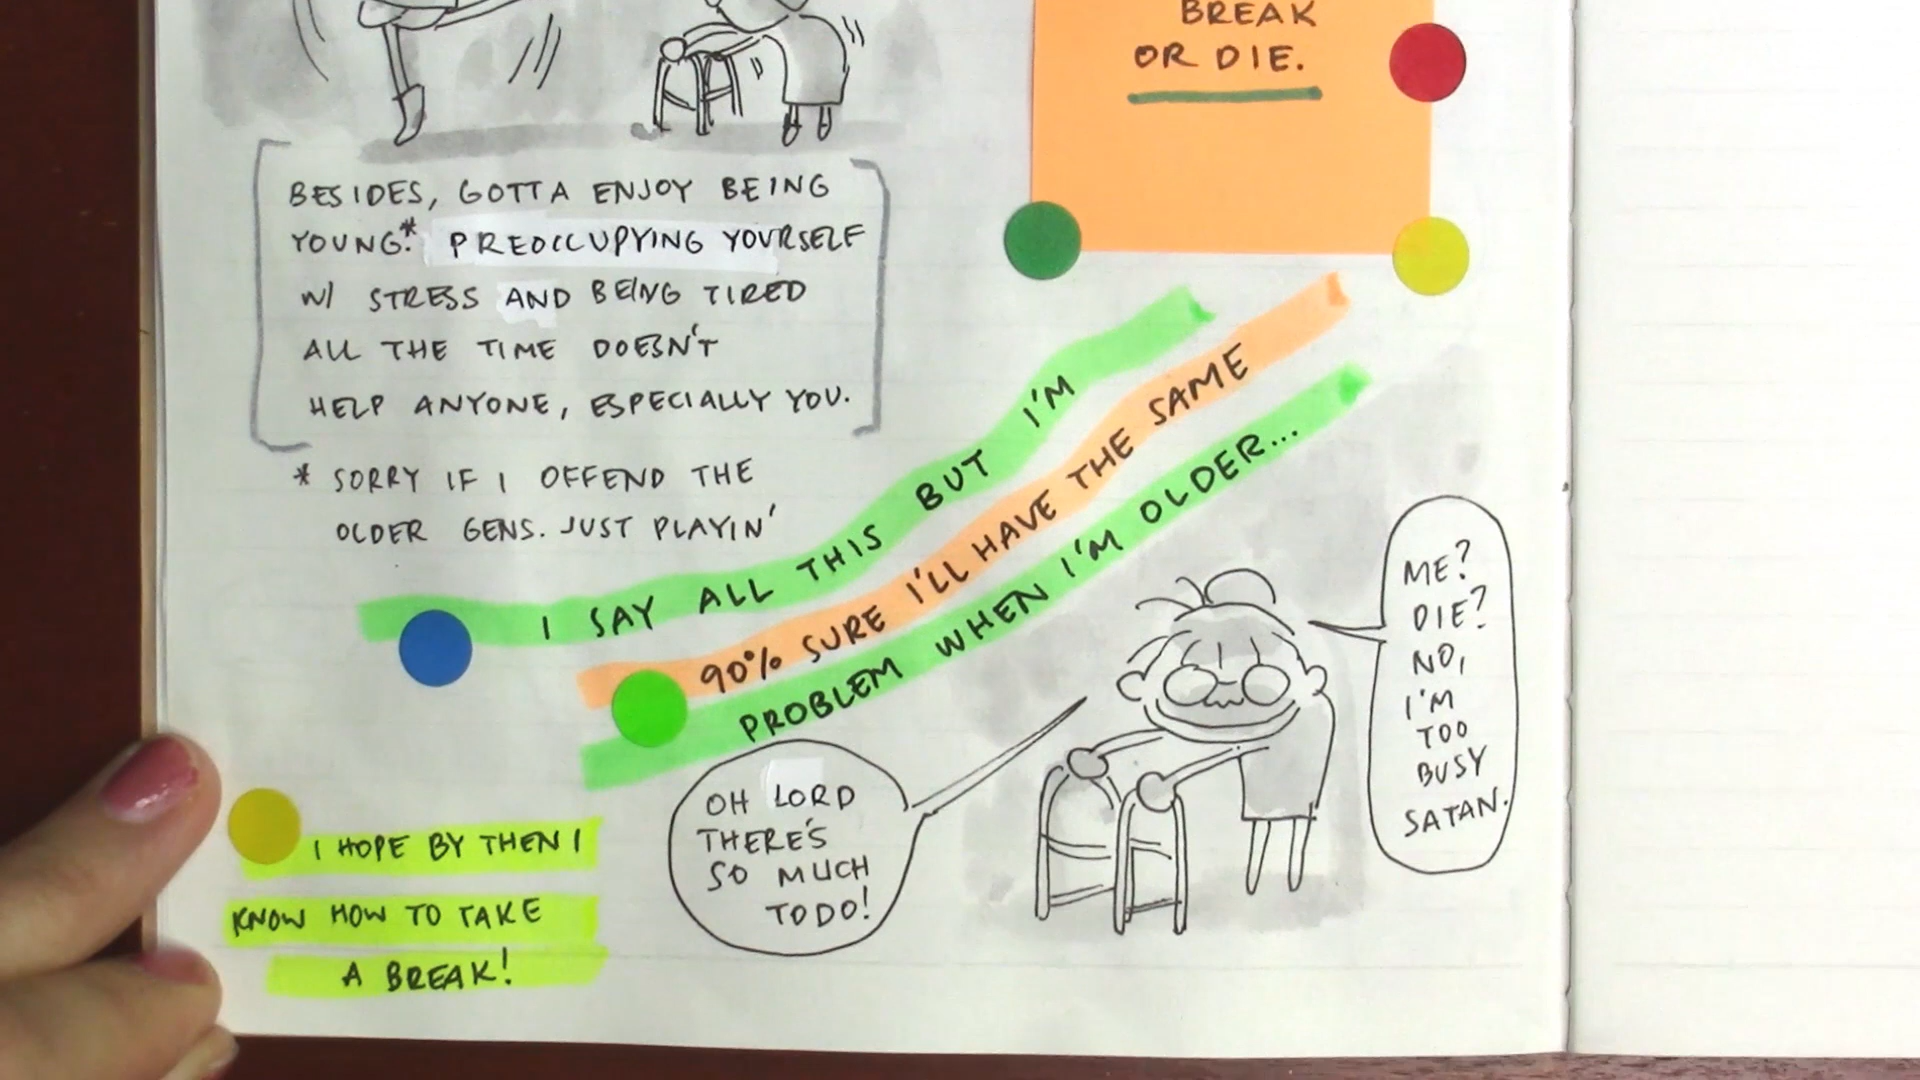 BREAK
OR DIE.
BESIDES, GOTTA ENJOY BEING
YOUNG.* PREOCCUPYING YOURSELF
W/ STRESS AND BEING TIRED
ALL THE TIME DOESN'T
HELP ANYONE, ESPECIALLY YOU.
* SORRY IF I OFFEND THE
OLDER GENS. JUST PLAYIN'
I SAY ALL THIS BUT I'M
90% SURE I'LL HAVE THE SAME
PROBLEM WHEN I'M OLDER...
ME?
DIE?
NO,
I'M
TOO
BUSY
SATAN.
OH LORD
THERE'S
SO MUCH
TO DO!
I HOPE BY THEN I
KNOW HOW TO TAKE
A BREAK!